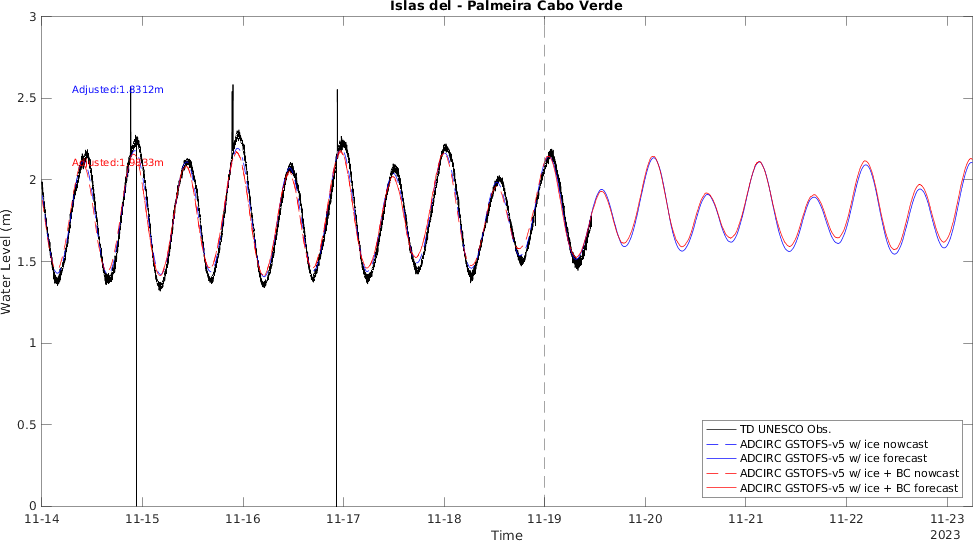 Islas del - Palmeira Cabo Verde
3
2.5
2
1.5
1
0.5
0
Water Level (m)
Adjusted:1.8312m
TD UNESCO Obs.
ADCIRC GSTOFS-v5 w/ ice nowcast
ADCIRC GSTOFS-v5 w/ ice forecast
ADCIRC GSTOFS-v5 w/ ice + BC nowcast
ADCIRC GSTOFS-v5 w/ ice + BC forecast
11-14
11-15
11-16
11-17
11-18
11-19
11-20
11-21
11-22
11-23
Time
2023